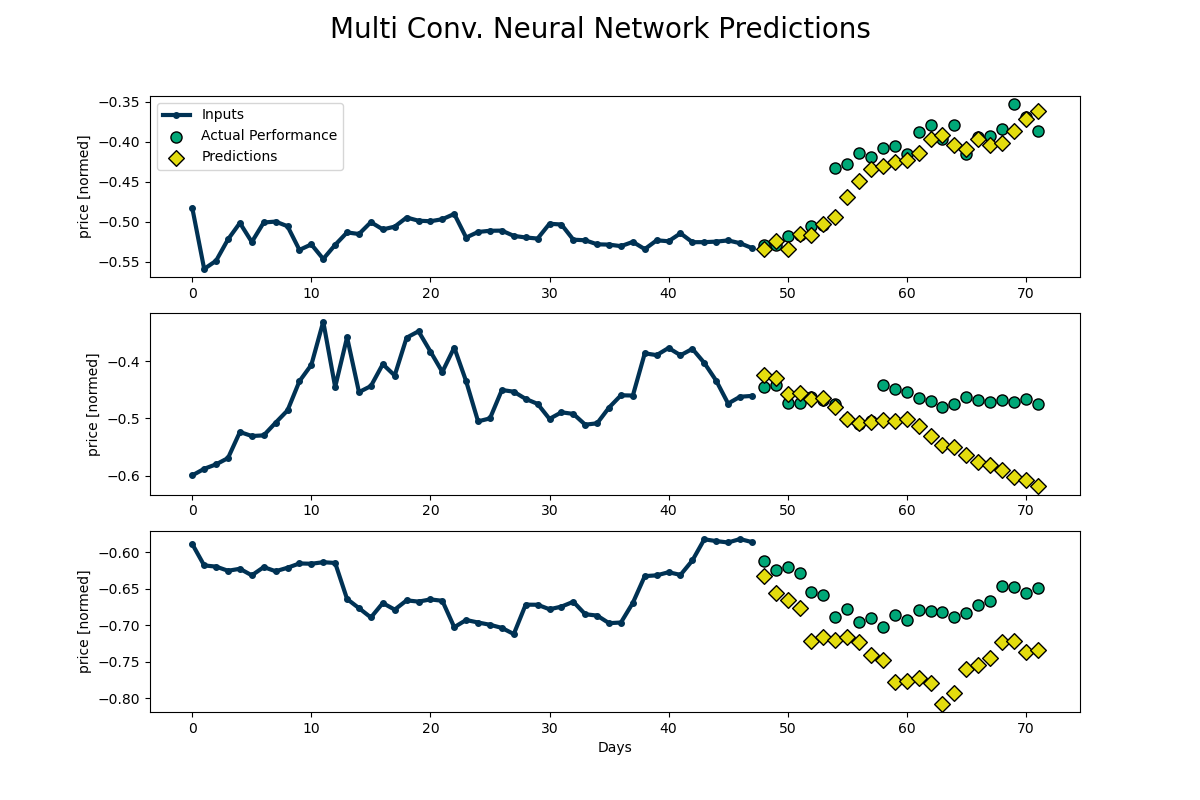 Multi Conv. Neural Network Predictions
price [normed]
−0.35
−0.40
−0.45
−0.50
−0.55
Inputs
Actual Performance
Predictions
0 10 20 30 40 50 60 70
price [normed]
−0.4
−0.5
−0.6
0 10 20 30 40 50 60 70
price [normed]
−0.60
−0.65
−0.70
−0.75
−0.80
0 10 20 30 40 50 60 70
Days